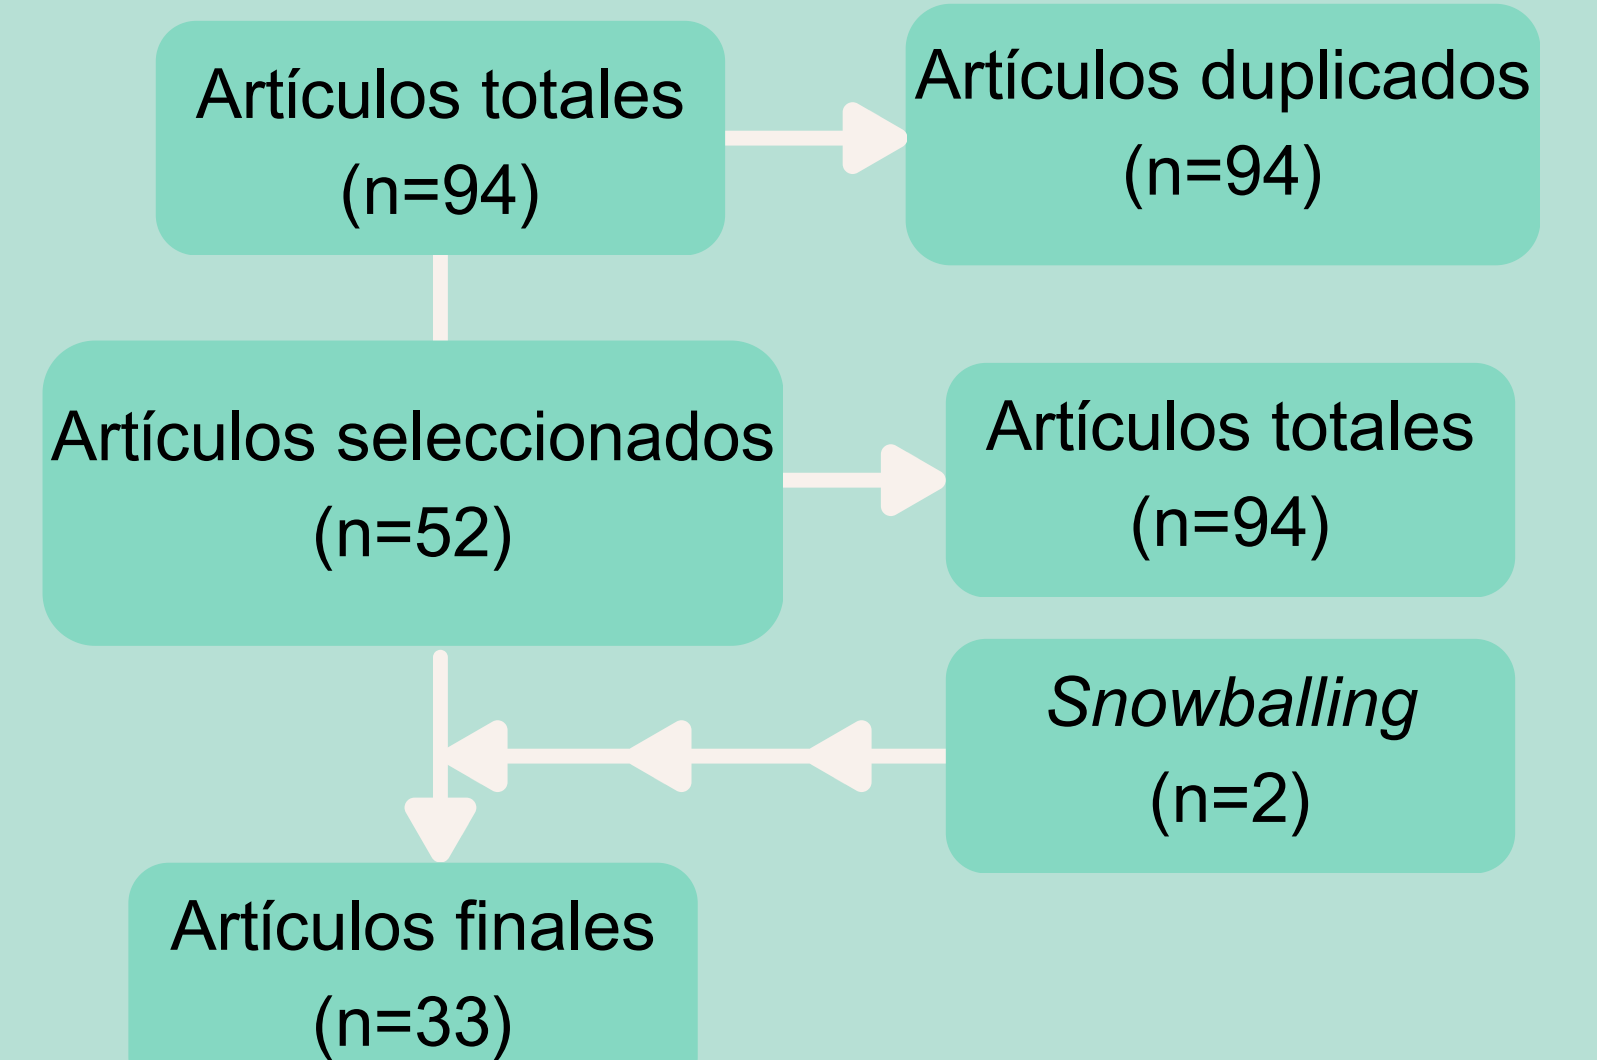 Artículos totales
(n=94)
Artículos duplicados
(n=94)
Artículos seleccionados
(n=52)
Artículos totales
(n=94)
Snowballing
(n=2)
Artículos finales
(n=33)